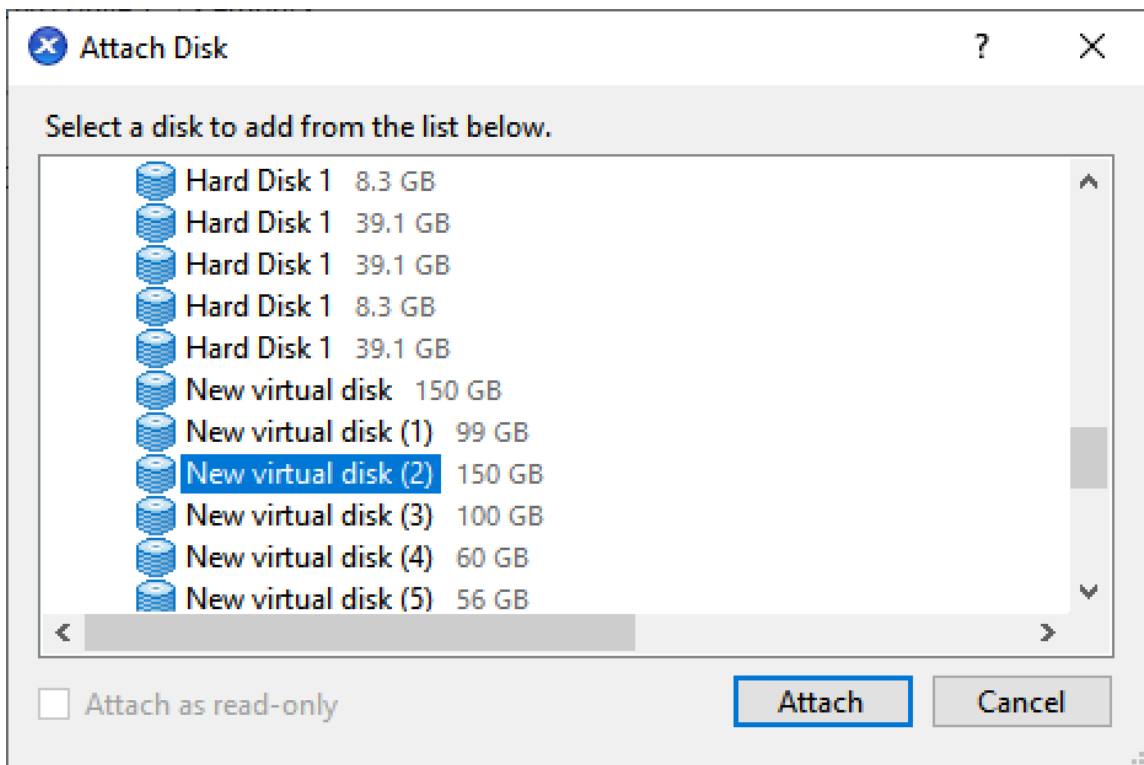 Attach Disk ?
Select a disk to add from the list below.
Hard Disk 1 8.3 GB
Hard Disk 1 39.1 GB
Hard Disk 1 39.1 GB
Hard Disk 1 8.3 GB
Hard Disk 1 39.1 GB
New virtual disk 150 GB
New virtual disk (1) 99 GB
New virtual disk (2) 150 GB
New virtual disk (3) 100 GB
New virtual disk (4) 60 GB
New virtual disk (5) 56 GB
Attach as read-only Attach Cancel